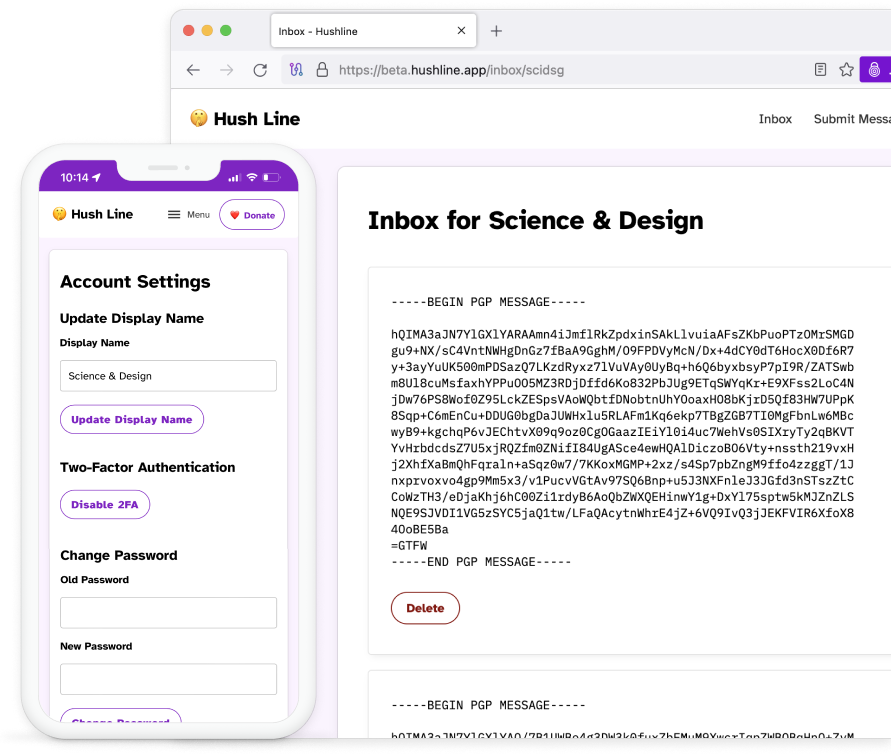 Inbox - Hushline
https://beta.hushline.app/inbox/scidsg
🤫 Hush Line
Inbox
Submit Messa
Inbox for Science & Design
-----BEGIN PGP MESSAGE-----
hQIMA3aJN7YlGXlYARAAmn4iJmflRkZpdxinSAkLlvuiaAFsZKbPuoPTzOMrSMGD
gu9+NX/sC4VntNWHgDnGz7fBaA9GghM/O9FPDVyMcN/Dx+4dCY0dT6HocX0Df6R7
y+3ayYuUK500mPDSazQ7LKzdRyxz7lVuVAy0UyBq+h6Q6byxbsyP7pI9R/ZATSwb
m8Ul8cuMsfaxhYPPuOO5MZ3RDjDffd6Ko832PbJUg9ETqSWYqKr+E9XFss2LoC4N
jDw76PS8Wof0Z95LckZESpsVAoWQbtfDNobtnUhYOoaxHO8bKjrD5Qf83HW7UPpK
8Sqp+C6mEnCu+DDUG0bgDaJUWHxlu5RLAFm1Kq6ekp7TBgZGB7TI0MgFbnLw6MBc
wyB9+kgchqP6vJEChtvX09q9oz0CgOGaazIEiYl0i4uc7WehVs0SIXryTy2qBKVT
YvHrbdcdsZ7U5xjRQZfm0ZNifI84UgASce4ewHQAlDiczoBO6Vty+nssth219vxH
j2XhfXaBmQhFqraln+aSqz0w7/7KKoxMGMP+2xz/s4Sp7pbZngM9ffo4zzggT/1J
nxprvoxvo4gp9Mm5x3/v1PucvVGtAv97SQ6Bnp+u5J3NXFnleJ3JGfd3nSTszZtC
CoWzTH3/eDjaKhj6hC00Zi1rdyB6AoQbZWXQEHinwY1g+DxYl75sptw5kMJZnZLS
NQE9SJVDI1VG5zSYC5jaQ1tw/LFaQAcytnWhrE4jZ+6VQ9IvQ3jJEKFVIR6XfoX8
4OoBE5Ba
=GTFW
-----END PGP MESSAGE-----
Delete
-----BEGIN PGP MESSAGE-----
10:14
🤫 Hush Line
Menu
Donate
Account Settings
Update Display Name
Display Name
Science & Design
Update Display Name
Two-Factor Authentication
Disable 2FA
Change Password
Old Password
New Password
Change Password